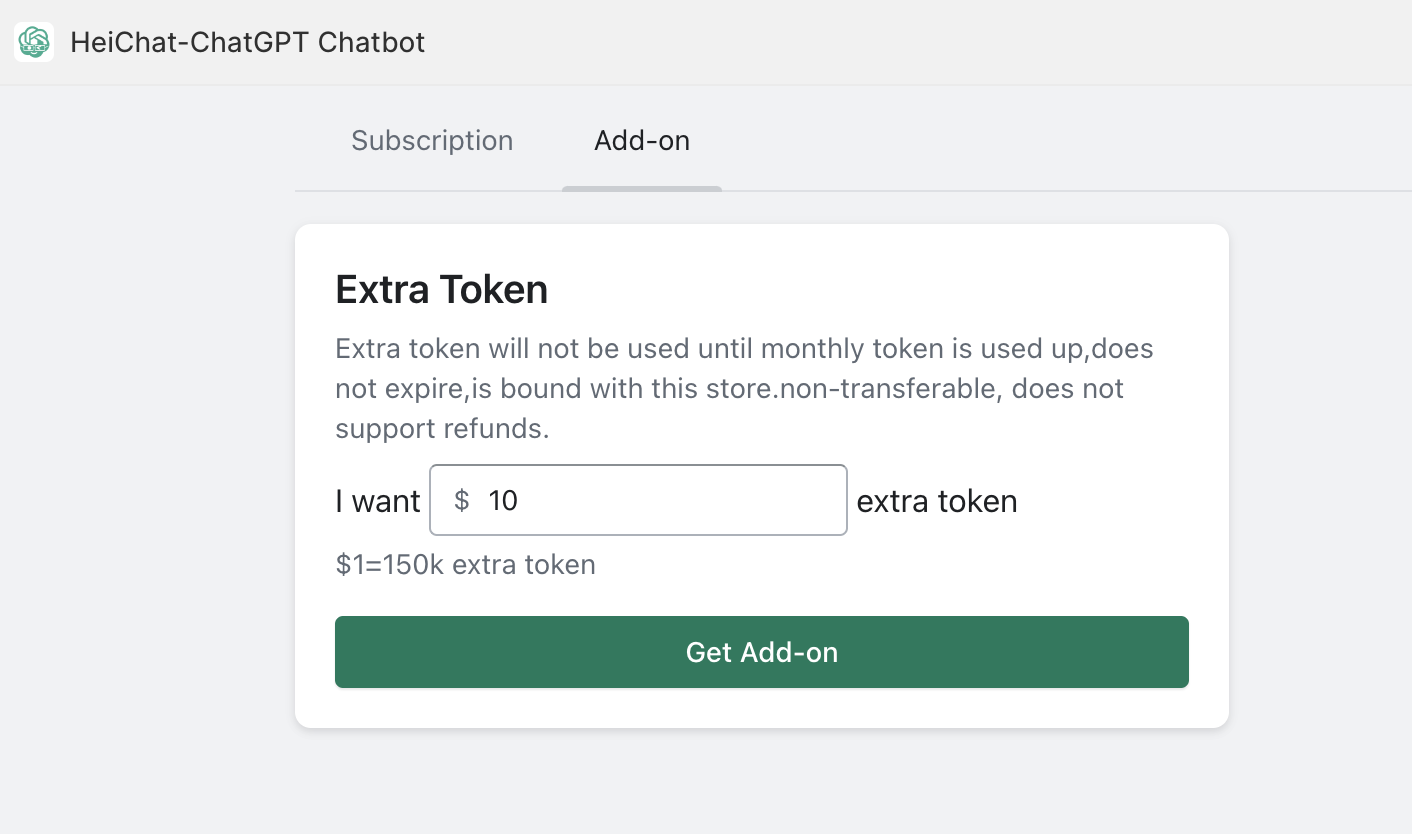 HeiChat-ChatGPT Chatbot
Subscription
Add-on
Extra Token
Extra token will not be used until monthly token is used up,does
not expire,is bound with this store.non-transferable, does not
support refunds.
I want $ 10 extra token
$1=150k extra token
Get Add-on